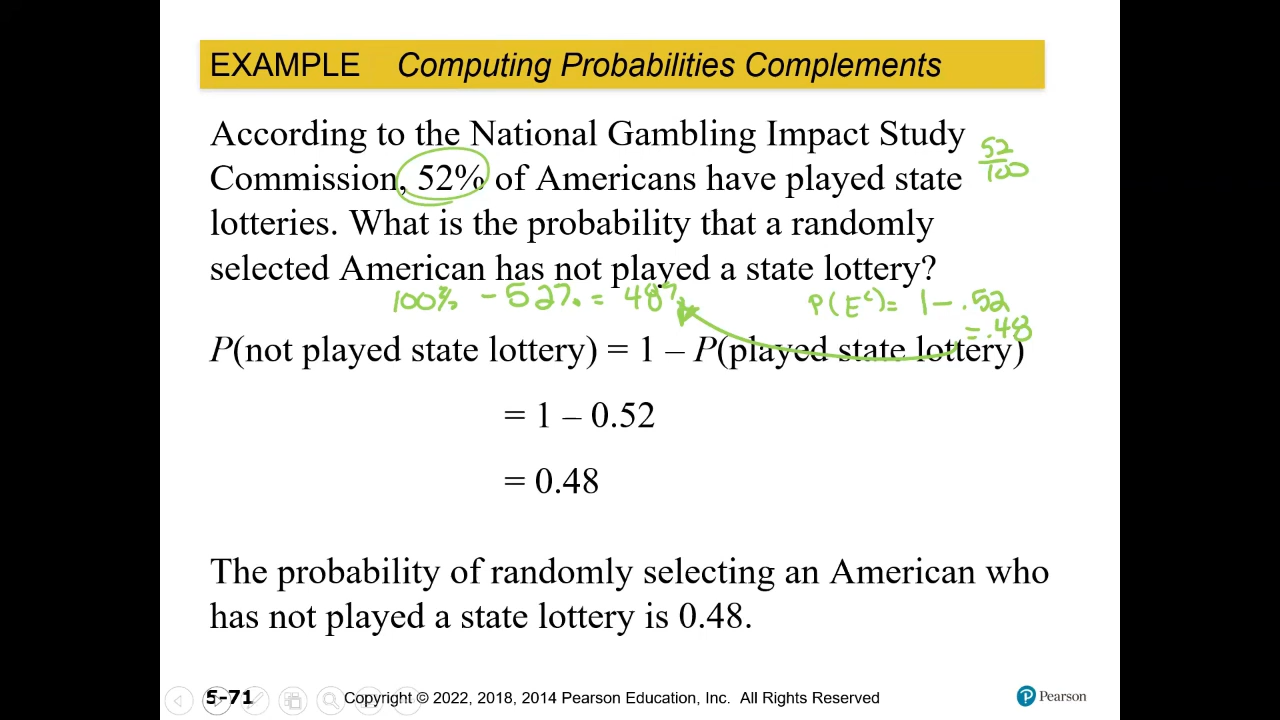 EXAMPLE Computing Probabilities Complements
According to the National Gambling Impact Study
52
100
Commission, 52% of Americans have played state
lotteries. What is the probability that a randomly
selected American has not played a state lottery?
100% - 52% = 48%
P(Eᶜ) = 1 - .52
= .48
P(not played state lottery) = 1 – P(played state lottery)
= 1 – 0.52
= 0.48
The probability of randomly selecting an American who
has not played a state lottery is 0.48.
5-71 Copyright © 2022, 2018, 2014 Pearson Education, Inc. All Rights Reserved
P Pearson